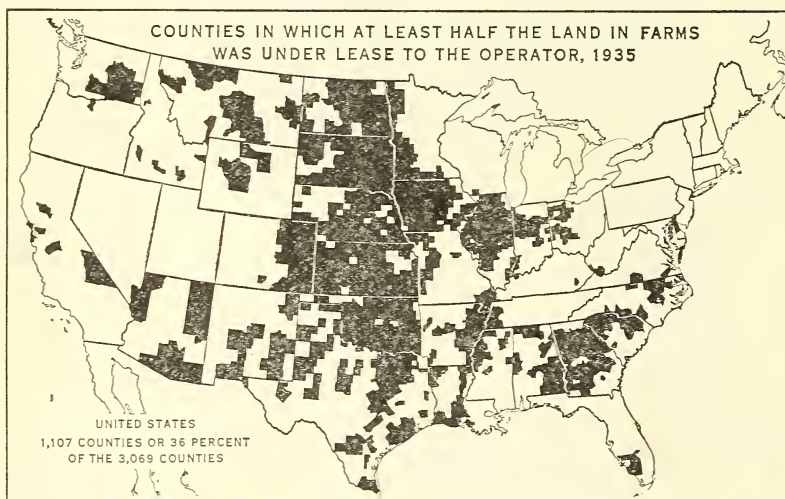 COUNTIES IN WHICH AT LEAST HALF THE LAND IN FARMS
WAS UNDER LEASE TO THE OPERATOR, 1935
UNITED STATES
1,107 COUNTIES OR 36 PERCENT
OF THE 3,069 COUNTIES